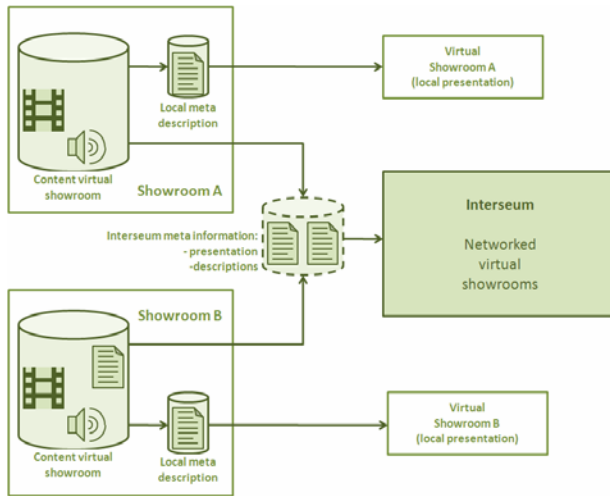 Virtual
Showroom A
(local presentation)
Local meta
description
Content virtual
showroom
Showroom A
Interseum meta information:
- presentation
-descriptions
Interseum
Networked
virtual
showrooms
Showroom B
Virtual
Showroom B
(local presentation)
Content virtual
showroom
Local meta
description